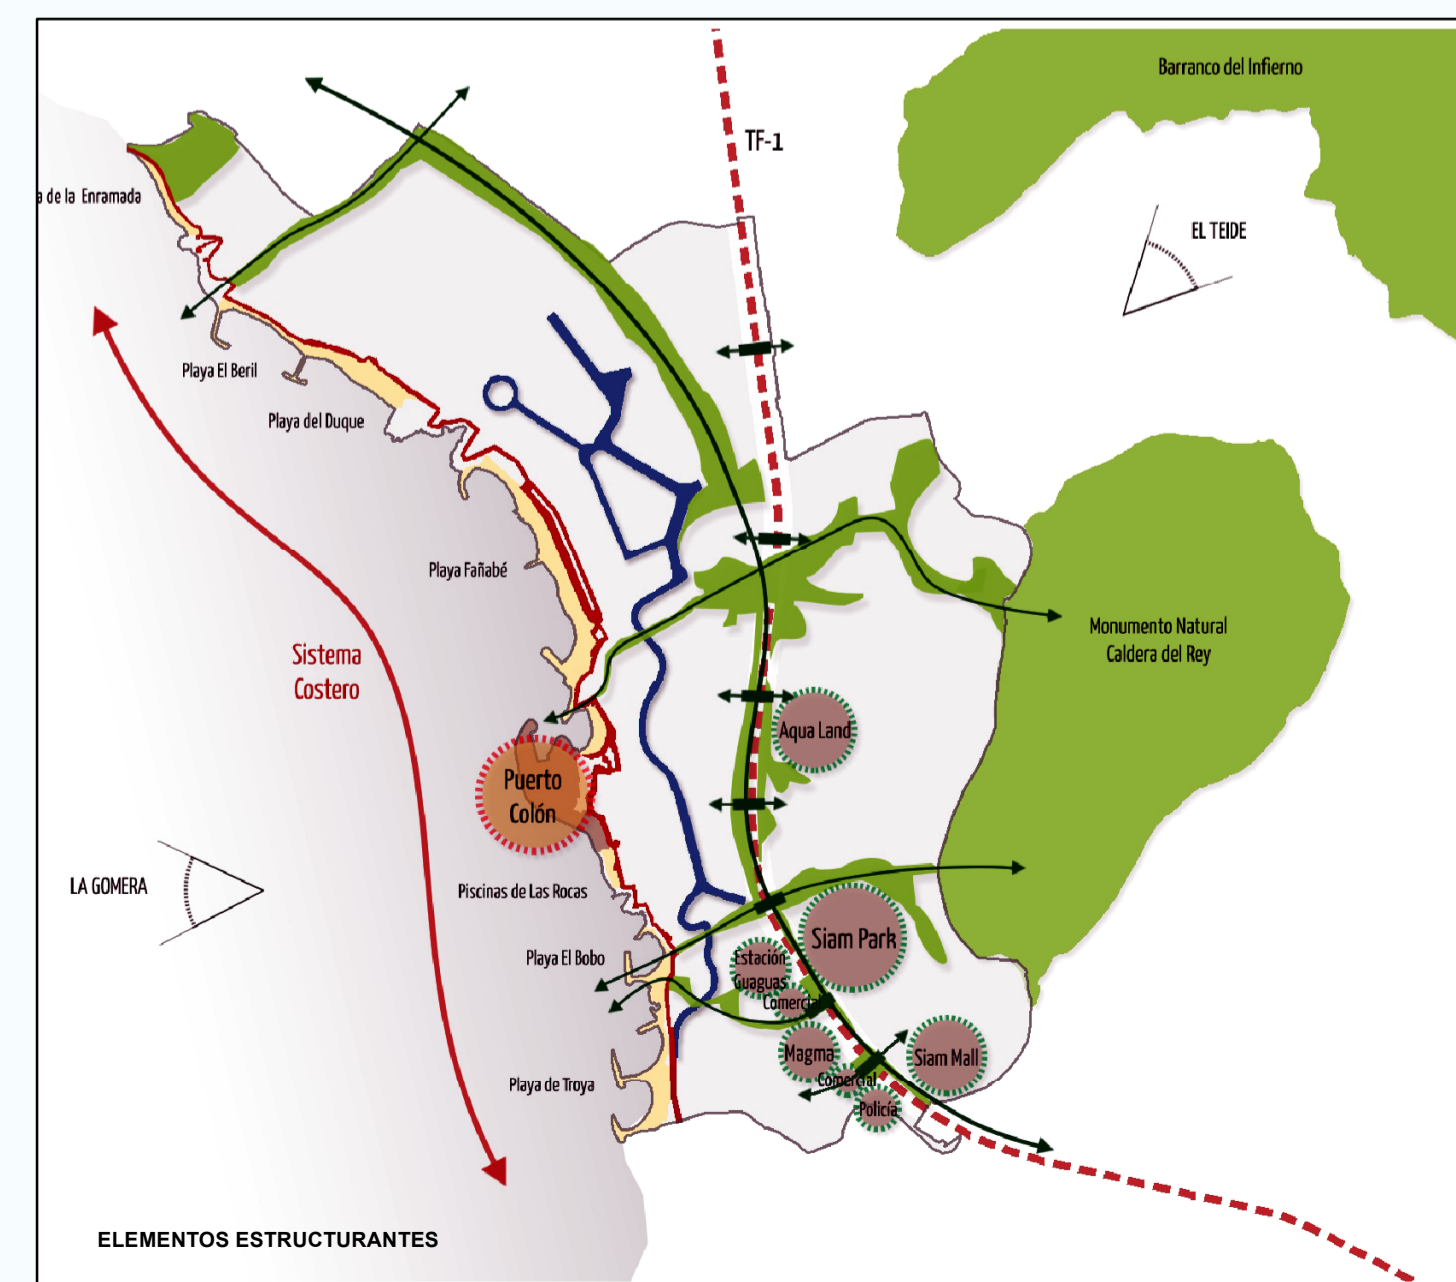 Barranco del Infierno
TF-1
a de la Enramada
EL TEIDE
Playa El Beril
Playa del Duque
Playa Fañabé
Monumento Natural
Caldera del Rey
Sistema
Costero
Aqua Land
Puerto
Colón
LA GOMERA
Piscinas de Las Rocas
Siam Park
Playa El Bobo
Estación
Guaguas
Comercial
Magma
Siam Mall
Comercial
Playa de Troya
Policía
ELEMENTOS ESTRUCTURANTES